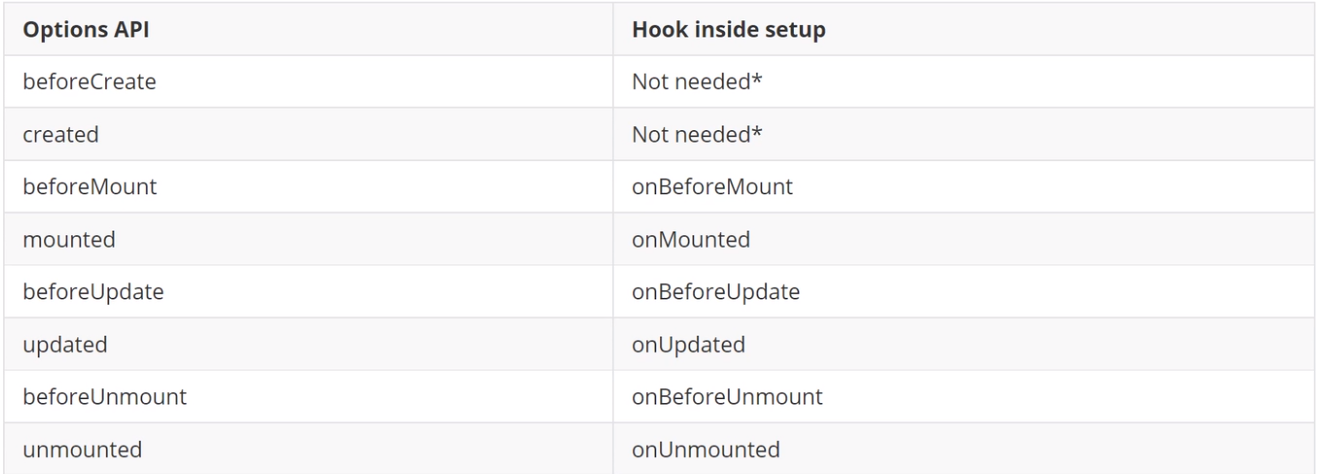 Options API Hook inside setup
beforeCreate Not needed*
created Not needed*
beforeMount onBeforeMount
mounted onMounted
beforeUpdate onBeforeUpdate
updated onUpdated
beforeUnmount onBeforeUnmount
unmounted onUnmounted